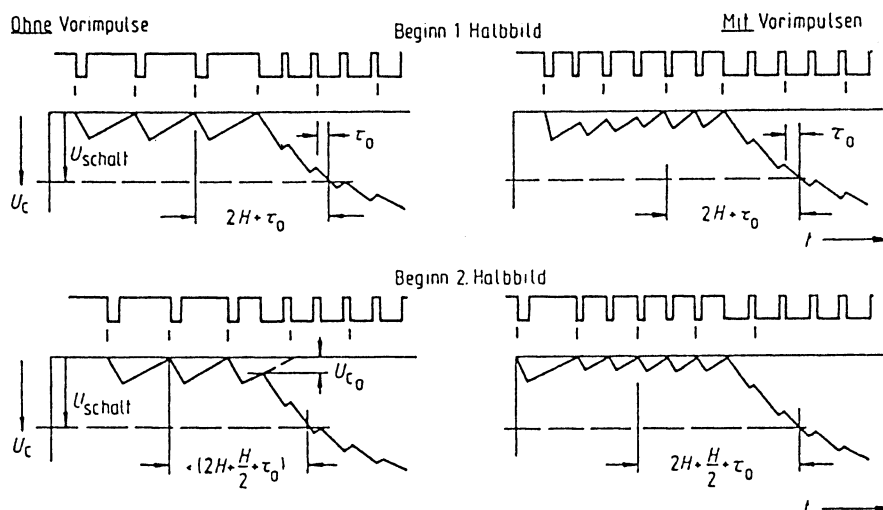 Ohne Vorimpulse
Beginn 1 Halbbild
Mit Vorimpulsen
U_schalt
U_c
τ_0
2H + τ_0
U_schalt
τ_0
2H + τ_0
t
Beginn 2. Halbbild
U_schalt
U_c
U_c0
<(2H + H/2 + τ_0)
2H + H/2 + τ_0
t